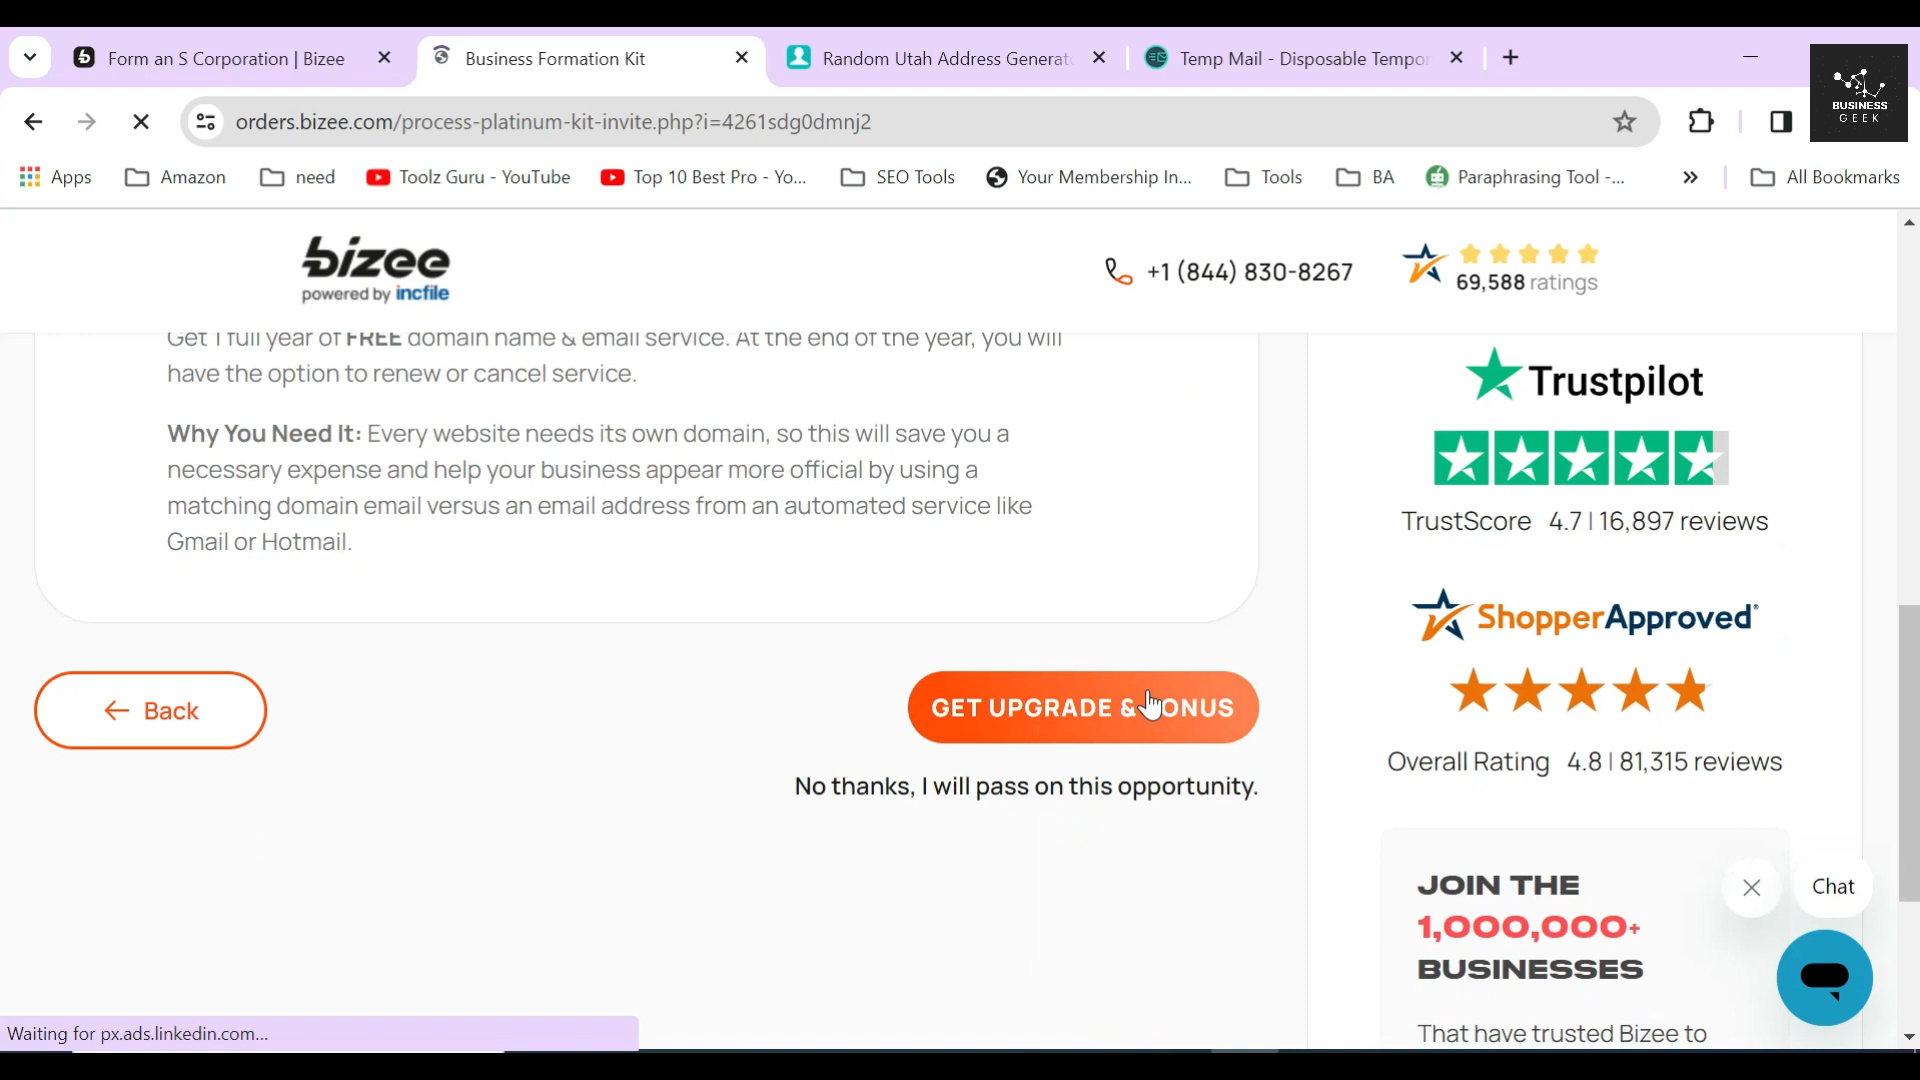 Form an S Corporation | Bizee
Business Formation Kit
Random Utah Address Generat
Temp Mail - Disposable Tempor
BUSINESS
GEEK
orders.bizee.com/process-platinum-kit-invite.php?i=4261sdg0dmnj2
Apps
Amazon
need
Toolz Guru - YouTube
Top 10 Best Pro - Yo...
SEO Tools
Your Membership In...
Tools
BA
Paraphrasing Tool -...
All Bookmarks
bizee
powered by incfile
+1 (844) 830-8267
69,588 ratings
Get 1 full year of FREE domain name & email service. At the end of the year, you will
have the option to renew or cancel service.
Why You Need It: Every website needs its own domain, so this will save you a
necessary expense and help your business appear more official by using a
matching domain email versus an email address from an automated service like
Gmail or Hotmail.
Back
GET UPGRADE & BONUS
No thanks, I will pass on this opportunity.
Trustpilot
TrustScore 4.7 | 16,897 reviews
ShopperApproved
Overall Rating 4.8 | 81,315 reviews
JOIN THE
1,000,000+
BUSINESSES
That have trusted Bizee to
Chat
Waiting for px.ads.linkedin.com...